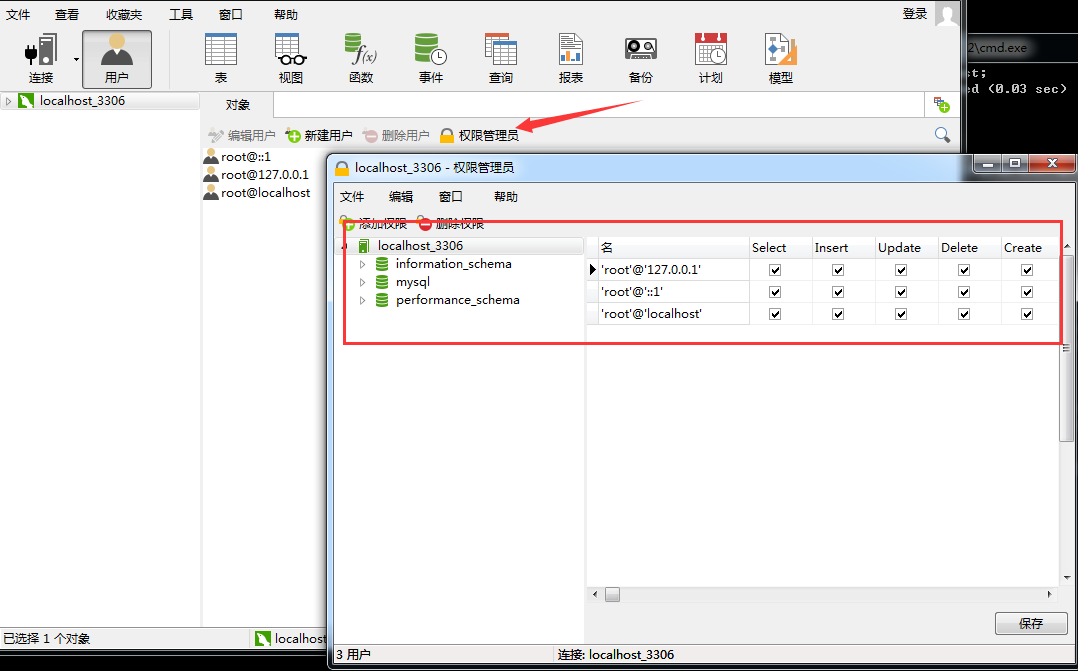 文件 查看 收藏夹 工具 窗口 帮助 登录
连接 用户 表 视图 函数 事件 查询 报表 备份 计划 模型
2\cmd.exe
st;
ed (0.03 sec)
localhost_3306
对象
编辑用户 新建用户 删除用户 权限管理员
root@::1
root@127.0.0.1
root@localhost
localhost_3306 - 权限管理员
文件 编辑 窗口 帮助
添加权限 删除权限
localhost_3306
information_schema
mysql
performance_schema
名 Select Insert Update Delete Create
'root'@'127.0.0.1'
'root'@'::1'
'root'@'localhost'
保存
3 用户 连接: localhost_3306
已选择 1 个对象 localhost